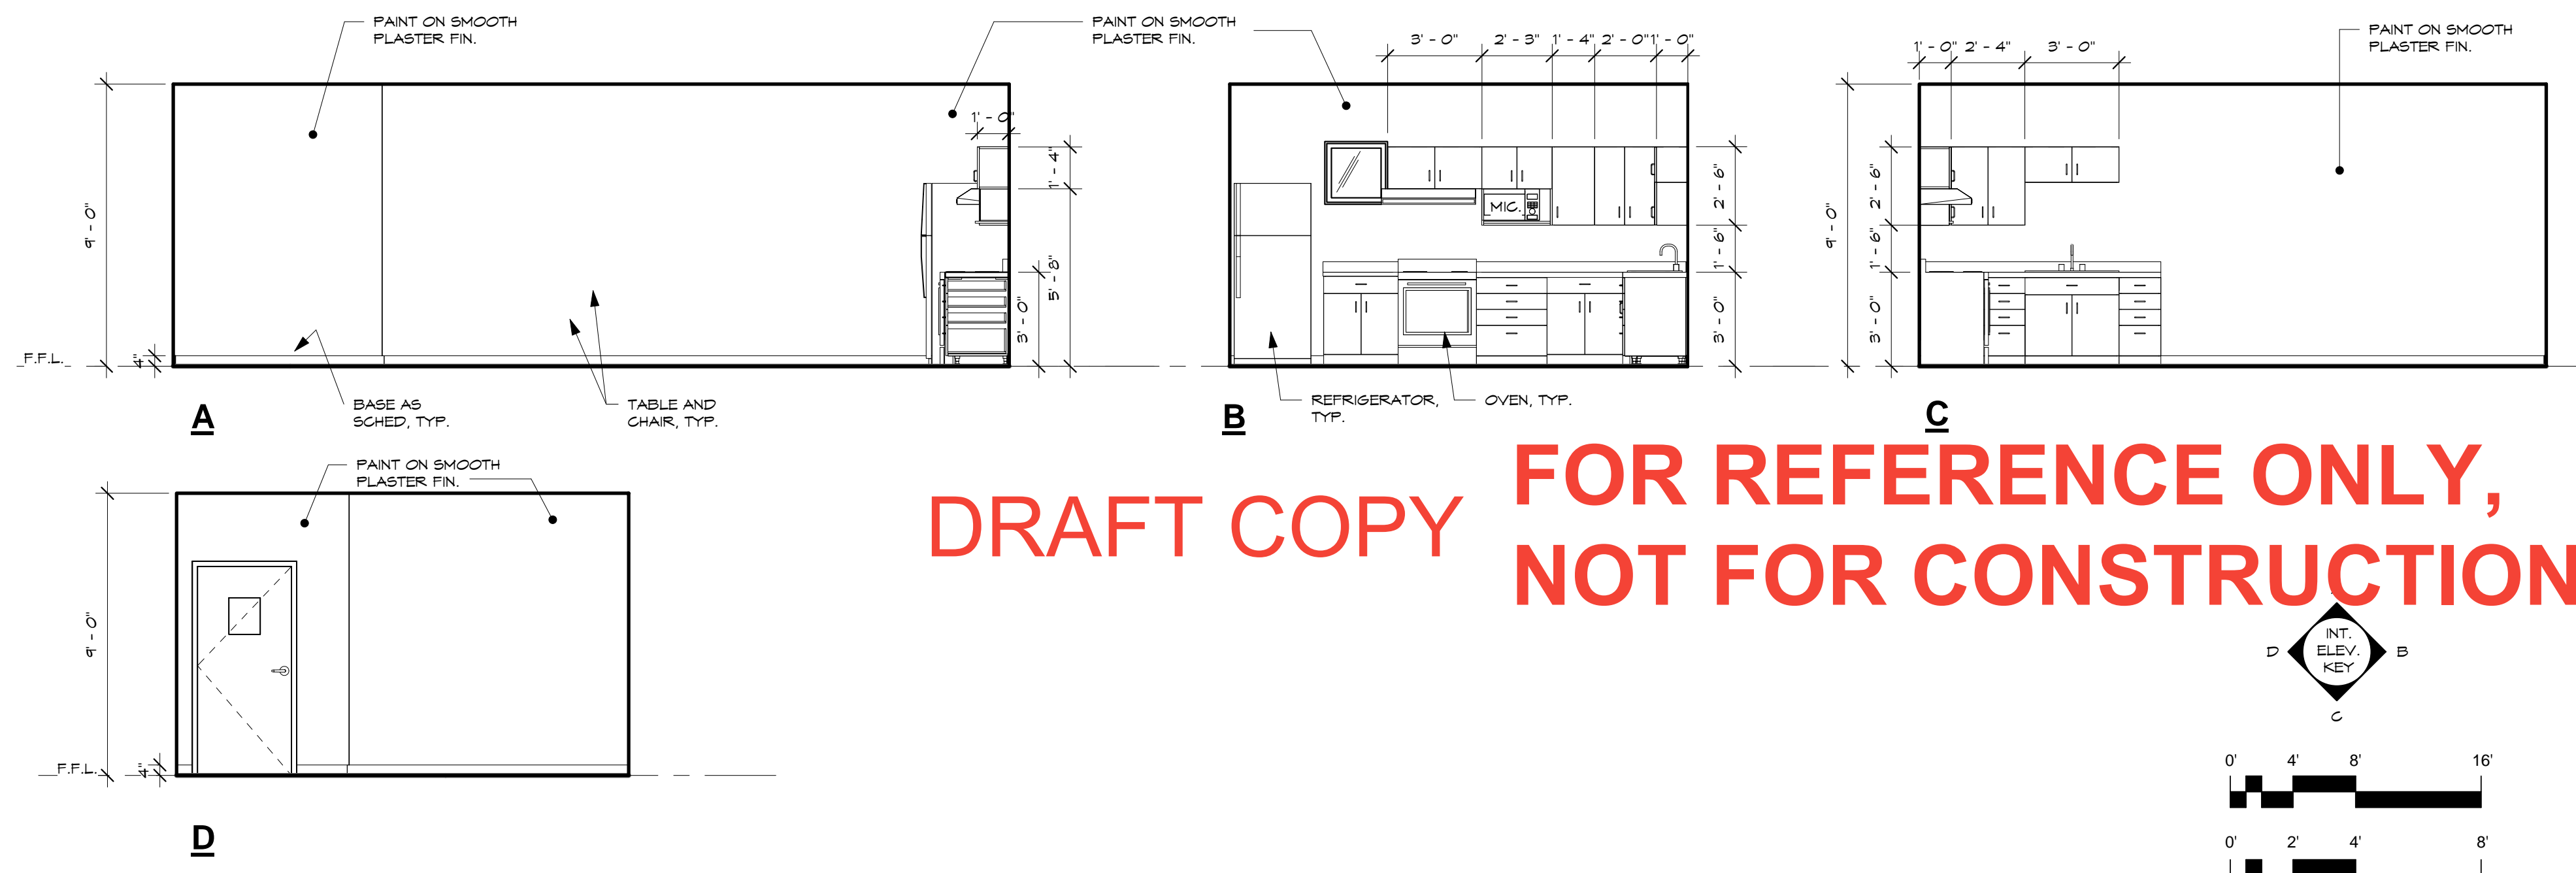 PAINT ON SMOOTH
PLASTER FIN.
PAINT ON SMOOTH
PLASTER FIN.
PAINT ON SMOOTH
PLASTER FIN.
3' - 0"
2' - 3"
1' - 4"
2' - 0"
1' - 0"
1' - 0"
2' - 4"
3' - 0"
9' - 0"
1' - 0"
1' - 4"
5' - 8"
3' - 0"
4"
F.F.L.
MIC.
2' - 6"
1' - 6"
3' - 0"
9' - 0"
2' - 6"
1' - 6"
3' - 0"
A
BASE AS
SCHED, TYP.
TABLE AND
CHAIR, TYP.
B
REFRIGERATOR,
TYP.
OVEN, TYP.
C
PAINT ON SMOOTH
PLASTER FIN.
9' - 0"
F.F.L.
4"
D
DRAFT COPY
FOR REFERENCE ONLY,
NOT FOR CONSTRUCTION
D
INT.
ELEV.
KEY
B
C
0' 4' 8' 16'
0' 2' 4' 8'